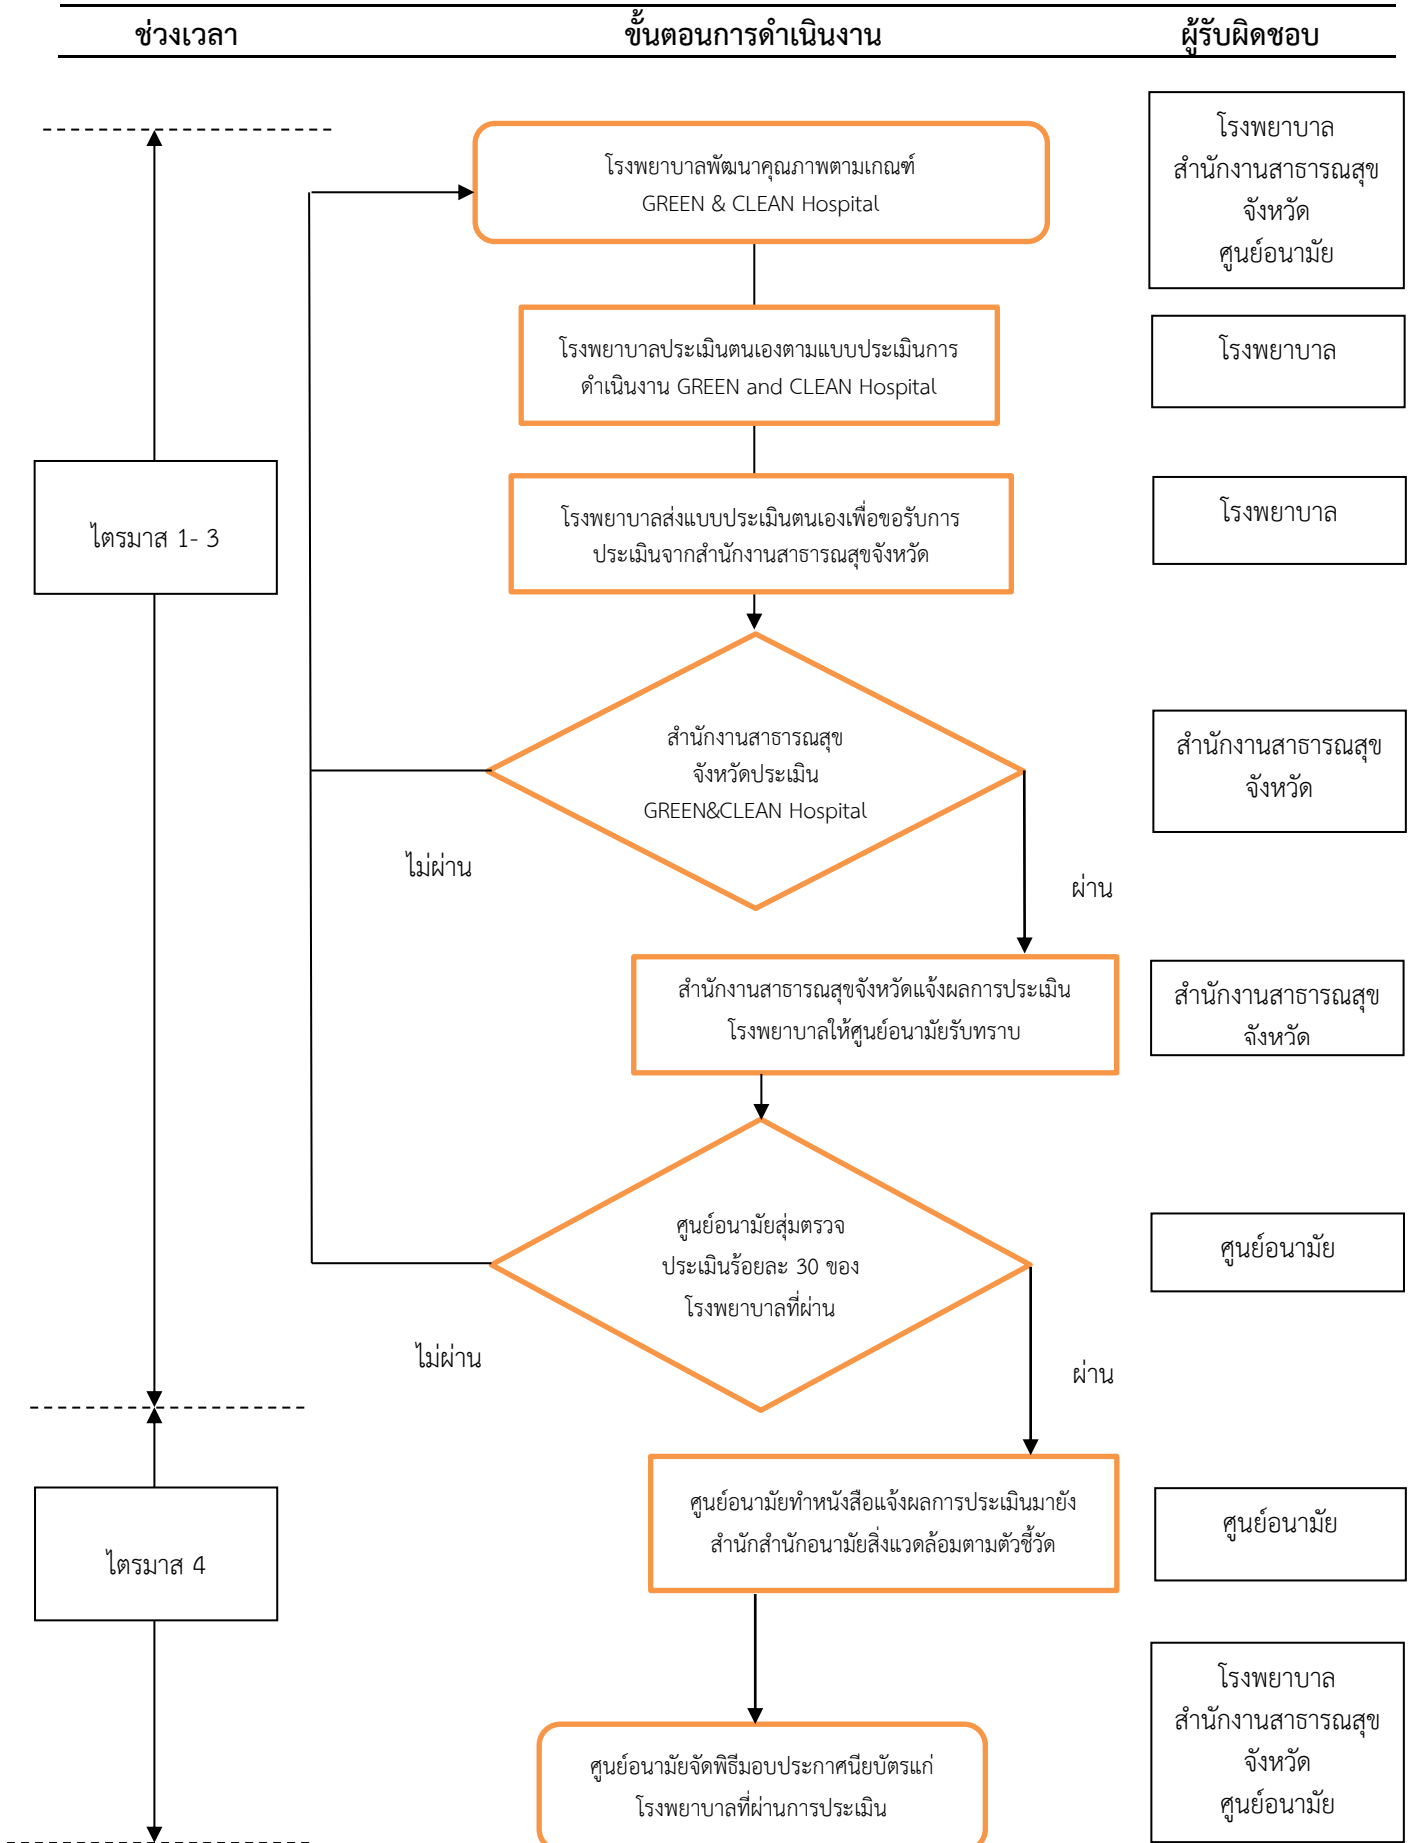 ช่วงเวลา
ขั้นตอนการดำเนินงาน
ผู้รับผิดชอบ
โรงพยาบาลพัฒนาคุณภาพตามเกณฑ์
GREEN & CLEAN Hospital
โรงพยาบาล
สำนักงานสาธารณสุข
จังหวัด
ศูนย์อนามัย
โรงพยาบาลประเมินตนเองตามแบบประเมินการ
ดำเนินงาน GREEN and CLEAN Hospital
โรงพยาบาล
ไตรมาส 1- 3
โรงพยาบาลส่งแบบประเมินตนเองเพื่อขอรับการ
ประเมินจากสำนักงานสาธารณสุขจังหวัด
โรงพยาบาล
สำนักงานสาธารณสุข
จังหวัดประเมิน
GREEN&CLEAN Hospital
สำนักงานสาธารณสุข
จังหวัด
ไม่ผ่าน
ผ่าน
สำนักงานสาธารณสุขจังหวัดแจ้งผลการประเมิน
โรงพยาบาลให้ศูนย์อนามัยรับทราบ
สำนักงานสาธารณสุข
จังหวัด
ศูนย์อนามัยสุ่มตรวจ
ประเมินร้อยละ 30 ของ
โรงพยาบาลที่ผ่าน
ศูนย์อนามัย
ไม่ผ่าน
ผ่าน
ไตรมาส 4
ศูนย์อนามัยทำหนังสือแจ้งผลการประเมินมายัง
สำนักสำนักอนามัยสิ่งแวดล้อมตามตัวชี้วัด
ศูนย์อนามัย
ศูนย์อนามัยจัดพิธีมอบประกาศนียบัตรแก่
โรงพยาบาลที่ผ่านการประเมิน
โรงพยาบาล
สำนักงานสาธารณสุข
จังหวัด
ศูนย์อนามัย